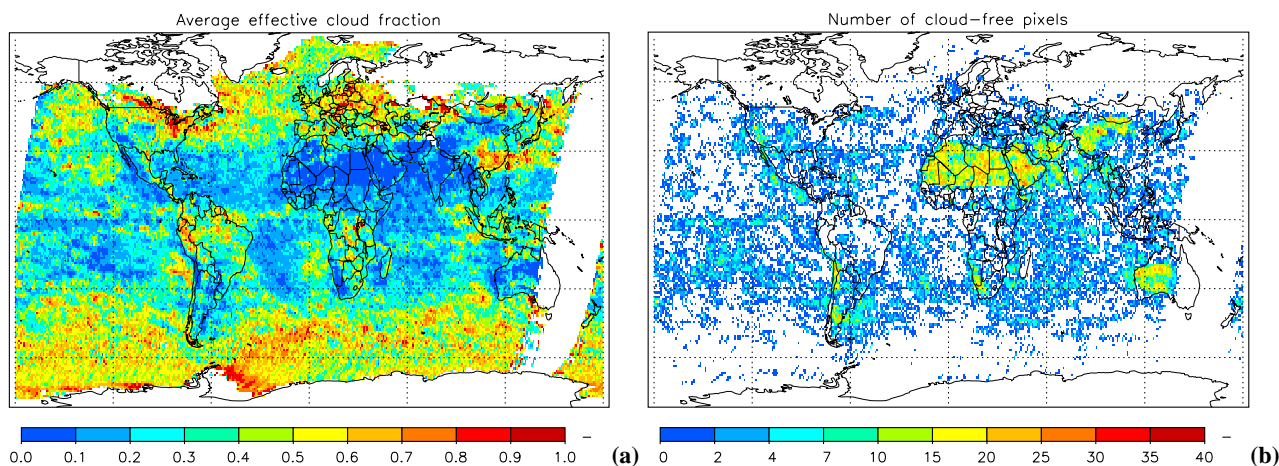 Average effective cloud fraction
0.0 0.1 0.2 0.3 0.4 0.5 0.6 0.7 0.8 0.9 1.0 –
(a)
Number of cloud–free pixels
0 2 4 7 10 15 20 25 30 35 40 –
(b)